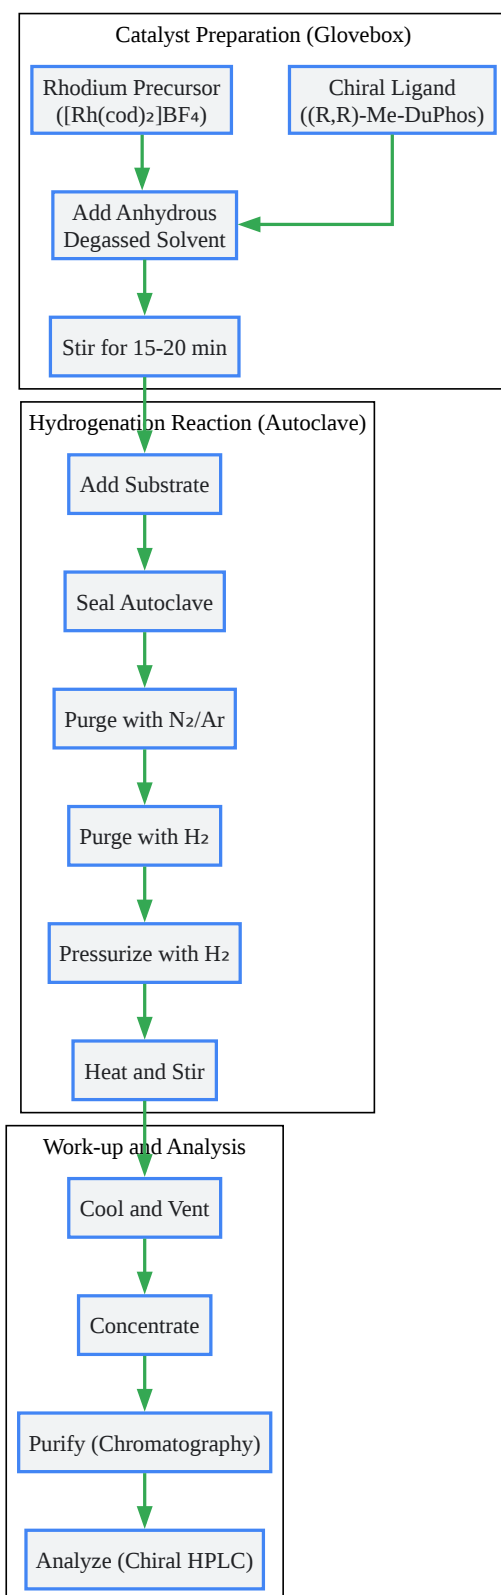 Catalyst Preparation (Glovebox)
Rhodium Precursor
([Rh(cod)₂]BF₄)
Chiral Ligand
((R,R)-Me-DuPhos)
Add Anhydrous
Degassed Solvent
Stir for 15-20 min
Hydrogenation Reaction (Autoclave)
Add Substrate
Seal Autoclave
Purge with N₂/Ar
Purge with H₂
Pressurize with H₂
Heat and Stir
Work-up and Analysis
Cool and Vent
Concentrate
Purify (Chromatography)
Analyze (Chiral HPLC)